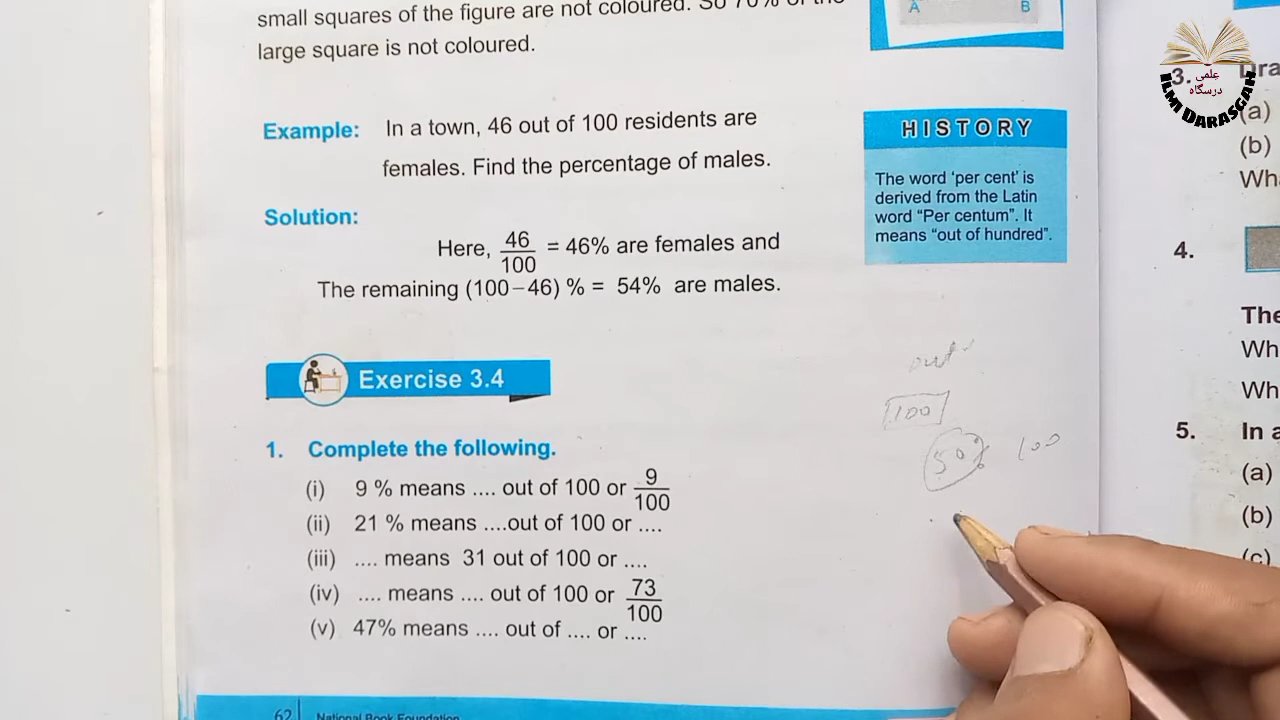 small squares of the figure are not coloured. So 70% of the
large square is not coloured.
A B
Example: In a town, 46 out of 100 residents are
females. Find the percentage of males.
Solution:
Here, 46/100 = 46% are females and
The remaining (100-46) % = 54% are males.
HISTORY
The word 'per cent' is
derived from the Latin
word "Per centum". It
means "out of hundred".
Exercise 3.4
1. Complete the following.
(i) 9 % means .... out of 100 or 9/100
(ii) 21 % means ....out of 100 or ....
(iii) .... means 31 out of 100 or ....
(iv) .... means .... out of 100 or 73/100
(v) 47% means .... out of .... or ....
out
100
50% 100
62 National Book Foundation
علمی
درسگاہ
ILMI DARASGAH
3. Dra
(a)
(b)
Wh
4.
The
Wh
Wh
5. In a
(a)
(b)
(c)